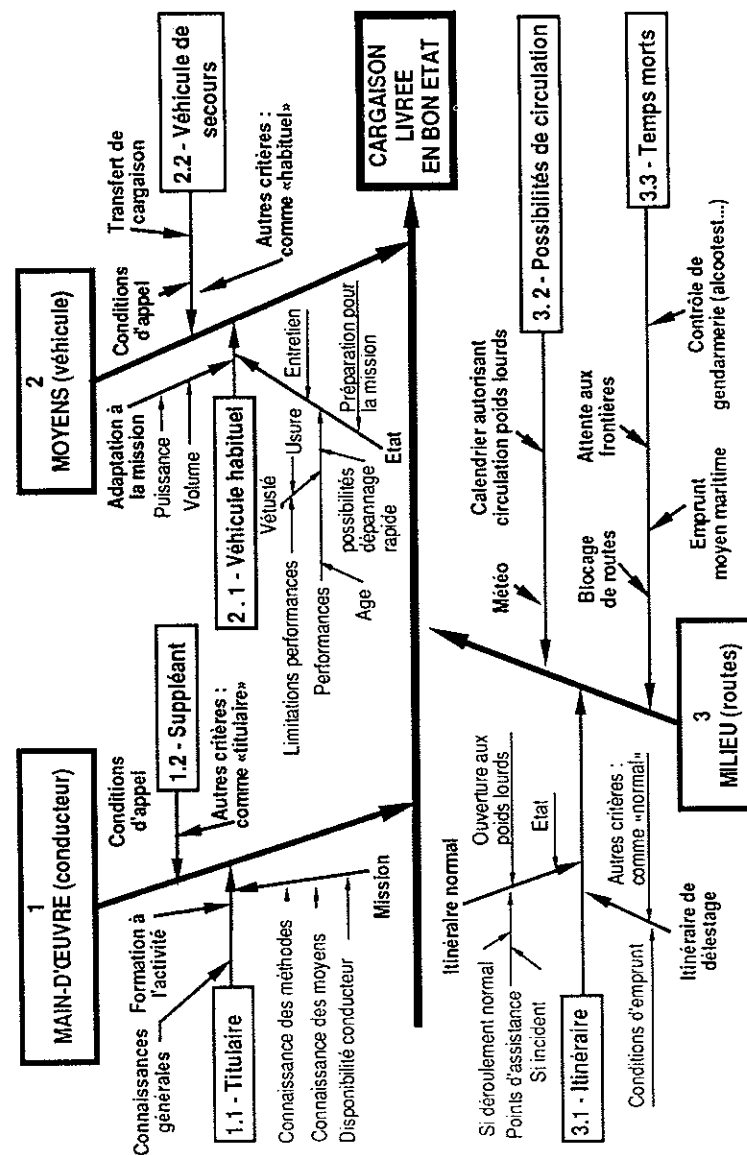 1
MAIN-D'ŒUVRE (conducteur)
Connaissances
générales
Formation à
l'activité
1.1 - Titulaire
Connaissance des méthodes
Connaissance des moyens
Disponibilité conducteur
Mission
Conditions
d'appel
1.2 - Suppléant
Autres critères :
comme «titulaire»
2
MOYENS (véhicule)
Adaptation à
la mission
Puissance
Volume
2.1 - Véhicule habituel
Vétusté
Usure
Limitations performances
Performances
Age
possibilités
dépannage
rapide
Entretien
Préparation pour
la mission
Etat
Conditions
d'appel
Transfert de
cargaison
2.2 - Véhicule de
secours
Autres critères :
comme «habituel»
CARGAISON
LIVREE
EN BON ETAT
Itinéraire normal
Si déroulement normal
Points d'assistance
Si incident
Ouverture aux
poids lourds
Etat
3.1 - Itinéraire
Conditions d'emprunt
Autres critères :
comme «normal»
Itinéraire de
délestage
3
MILIEU (routes)
Météo
Calendrier autorisant
circulation poids lourds
3.2 - Possibilités de circulation
Blocage
de routes
Emprunt
moyen maritime
Attente aux
frontières
Contrôle de
gendarmerie (alcootest...)
3.3 - Temps morts